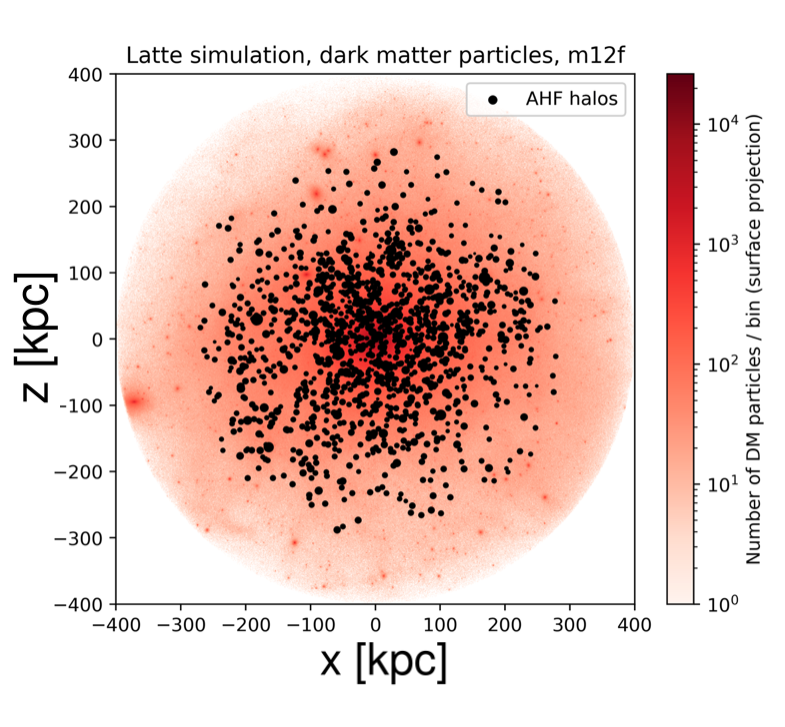 Latte simulation, dark matter particles, m12f
AHF halos
400
300
200
100
0
-100
−200
−300
−400
z [kpc]
−400 −300 −200 −100 0 100 200 300 400
x [kpc]
10⁴
10³
10²
10¹
10⁰
Number of DM particles / bin (surface projection)